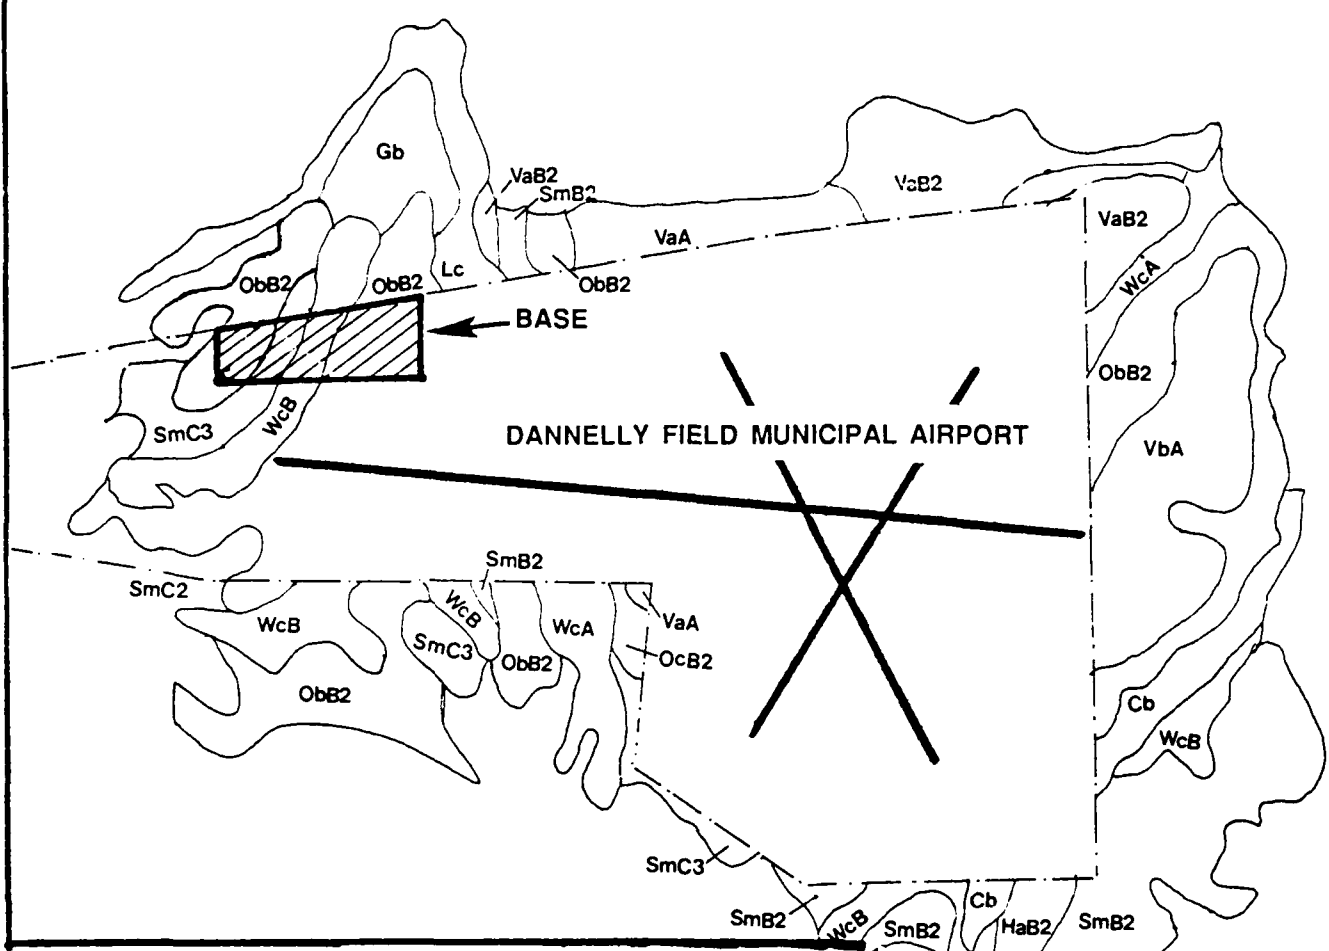 Gb
VaB2
SmB2
VaB2
VaB2
VaA
ObB2
ObB2
Lc
ObB2
WcA
BASE
ObB2
SmC3
WcB
DANNELLY FIELD MUNICIPAL AIRPORT
VbA
SmB2
SmC2
WcB
WcB
SmC3
ObB2
WcA
VaA
OcB2
ObB2
Cb
WcB
SmC3
SmB2
WcB
SmB2
Cb
HaB2
SmB2